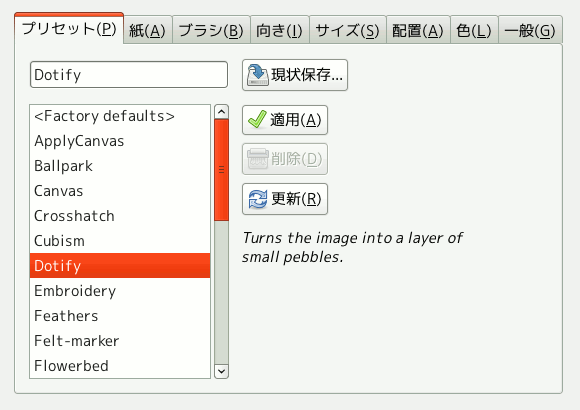 プリセット(P) 紙(A) ブラシ(B) 向き(I) サイズ(S) 配置(A) 色(L) 一般(G)
Dotify
現状保存...
<Factory defaults>
ApplyCanvas
Ballpark
Canvas
Crosshatch
Cubism
Dotify
Embroidery
Feathers
Felt-marker
Flowerbed
適用(A)
削除(D)
更新(R)
Turns the image into a layer of
small pebbles.